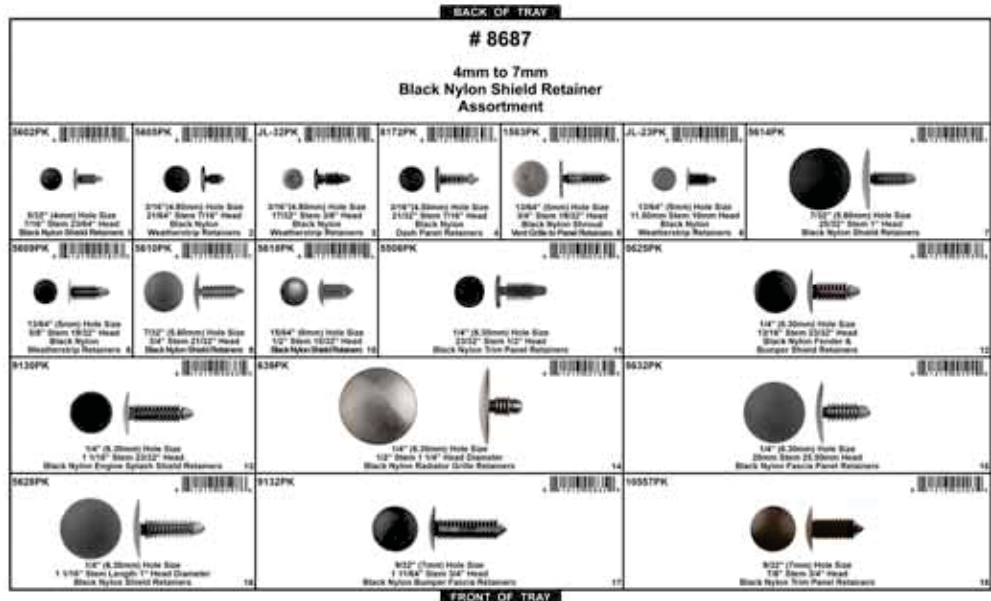 BACK OF TRAY
# 8687
4mm to 7mm
Black Nylon Shield Retainer
Assortment
5602PK
5/32" (4mm) Hole Size
7/16" Stem 23/64" Head
Black Nylon Shield Retainers 1
5605PK
3/16"(4.80mm) Hole Size
21/64" Stem 7/16" Head
Black Nylon
Weatherstrip Retainers 2
JL-32PK
3/16"(4.80mm) Hole Size
17/32" Stem 3/8" Head
Black Nylon
Weatherstrip Retainers 3
8172PK
3/16"(4.80mm) Hole Size
21/32" Stem 7/16" Head
Black Nylon
Dash Panel Retainers 4
1563PK
13/64" (5mm) Hole Size
3/4" Stem 19/32" Head
Black Nylon Shroud
Vent Grille to Panel Retainers 5
JL-23PK
13/64" (5mm) Hole Size
11.50mm Stem 10mm Head
Black Nylon
Weatherstrip Retainers 6
5614PK
7/32" (5.60mm) Hole Size
25/32" Stem 1" Head
Black Nylon Shield Retainers 7
5609PK
13/64" (5mm) Hole Size
5/8" Stem 19/32" Head
Black Nylon
Weatherstrip Retainers 8
5610PK
7/32" (5.60mm) Hole Size
3/4" Stem 21/32" Head
Black Nylon Shield Retainers 9
5618PK
15/64" (6mm) Hole Size
1/2" Stem 15/32" Head
Black Nylon Shield Retainers 10
5506PK
1/4" (6.30mm) Hole Size
23/32" Stem 1/2" Head
Black Nylon Trim Panel Retainers 11
5625PK
1/4" (6.30mm) Hole Size
13/16" Stem 23/32" Head
Black Nylon Fender &
Bumper Shield Retainers 12
9130PK
1/4" (6.30mm) Hole Size
1 1/16" Stem 23/32" Head
Black Nylon Engine Splash Shield Retainers 13
639PK
1/4" (6.30mm) Hole Size
1/2" Stem 1 1/4" Head Diameter
Black Nylon Radiator Grille Retainers 14
5632PK
1/4" (6.30mm) Hole Size
20mm Stem 25.50mm Head
Black Nylon Fascia Panel Retainers 15
5628PK
1/4" (6.30mm) Hole Size
1 1/16" Stem Length 1" Head Diameter
Black Nylon Shield Retainers 16
9132PK
9/32" (7mm) Hole Size
1 11/64" Stem 3/4" Head
Black Nylon Bumper Fascia Retainers 17
10557PK
9/32" (7mm) Hole Size
7/8" Stem 3/4" Head
Black Nylon Trim Panel Retainers 18
FRONT OF TRAY